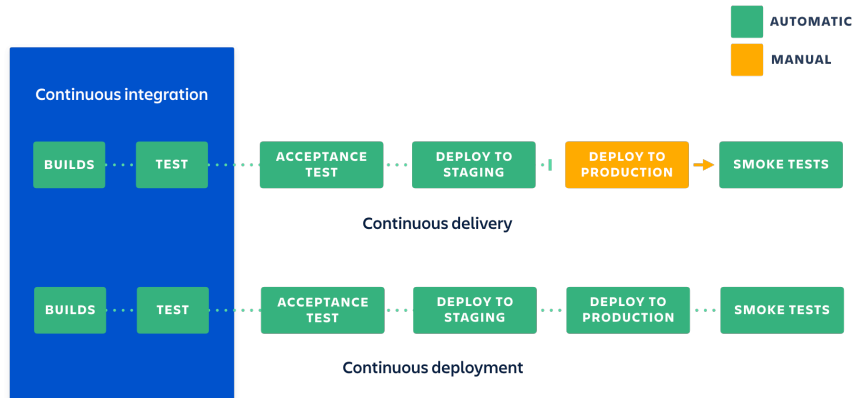 AUTOMATIC
MANUAL
Continuous integration
BUILDS
TEST
ACCEPTANCE
TEST
DEPLOY TO
STAGING
DEPLOY TO
PRODUCTION
SMOKE TESTS
Continuous delivery
BUILDS
TEST
ACCEPTANCE
TEST
DEPLOY TO
STAGING
DEPLOY TO
PRODUCTION
SMOKE TESTS
Continuous deployment